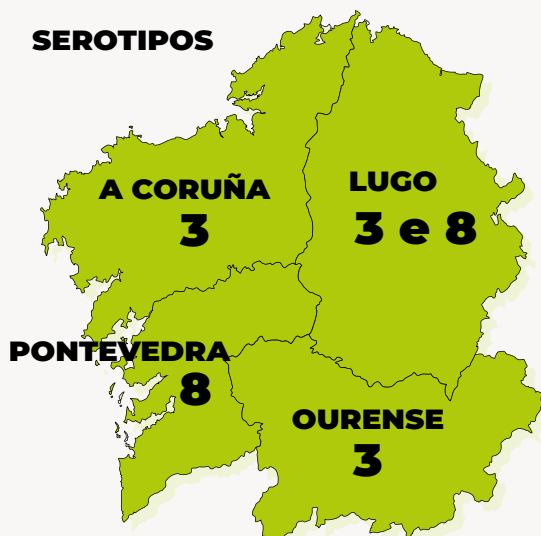 SEROTIPOS
A CORUÑA
3
LUGO
3 e 8
PONTEVEDRA
8
OURENSE
3